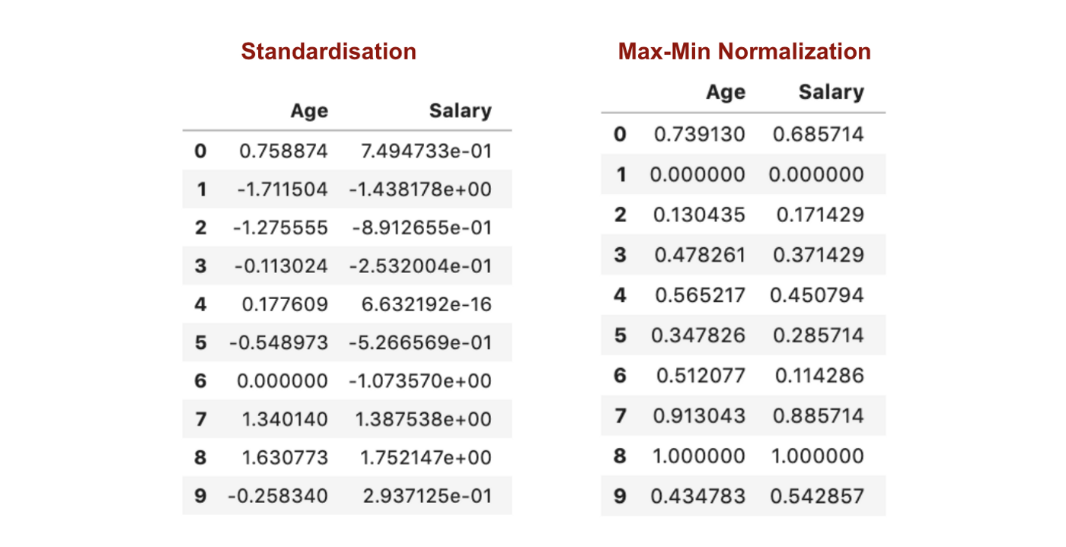 Standardisation
Age Salary
0 0.758874 7.494733e-01
1 -1.711504 -1.438178e+00
2 -1.275555 -8.912655e-01
3 -0.113024 -2.532004e-01
4 0.177609 6.632192e-16
5 -0.548973 -5.266569e-01
6 0.000000 -1.073570e+00
7 1.340140 1.387538e+00
8 1.630773 1.752147e+00
9 -0.258340 2.937125e-01
Max-Min Normalization
Age Salary
0 0.739130 0.685714
1 0.000000 0.000000
2 0.130435 0.171429
3 0.478261 0.371429
4 0.565217 0.450794
5 0.347826 0.285714
6 0.512077 0.114286
7 0.913043 0.885714
8 1.000000 1.000000
9 0.434783 0.542857